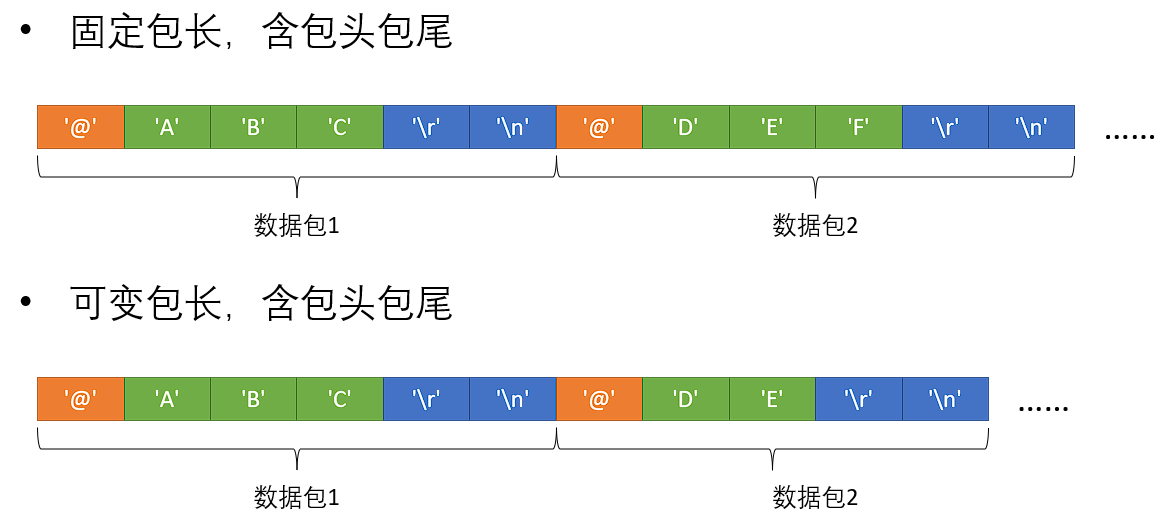 • 固定包长，含包头包尾
'@' 'A' 'B' 'C' '\r' '\n' '@' 'D' 'E' 'F' '\r' '\n' ……
数据包1 数据包2
• 可变包长，含包头包尾
'@' 'A' 'B' 'C' '\r' '\n' '@' 'D' 'E' '\r' '\n' ……
数据包1 数据包2